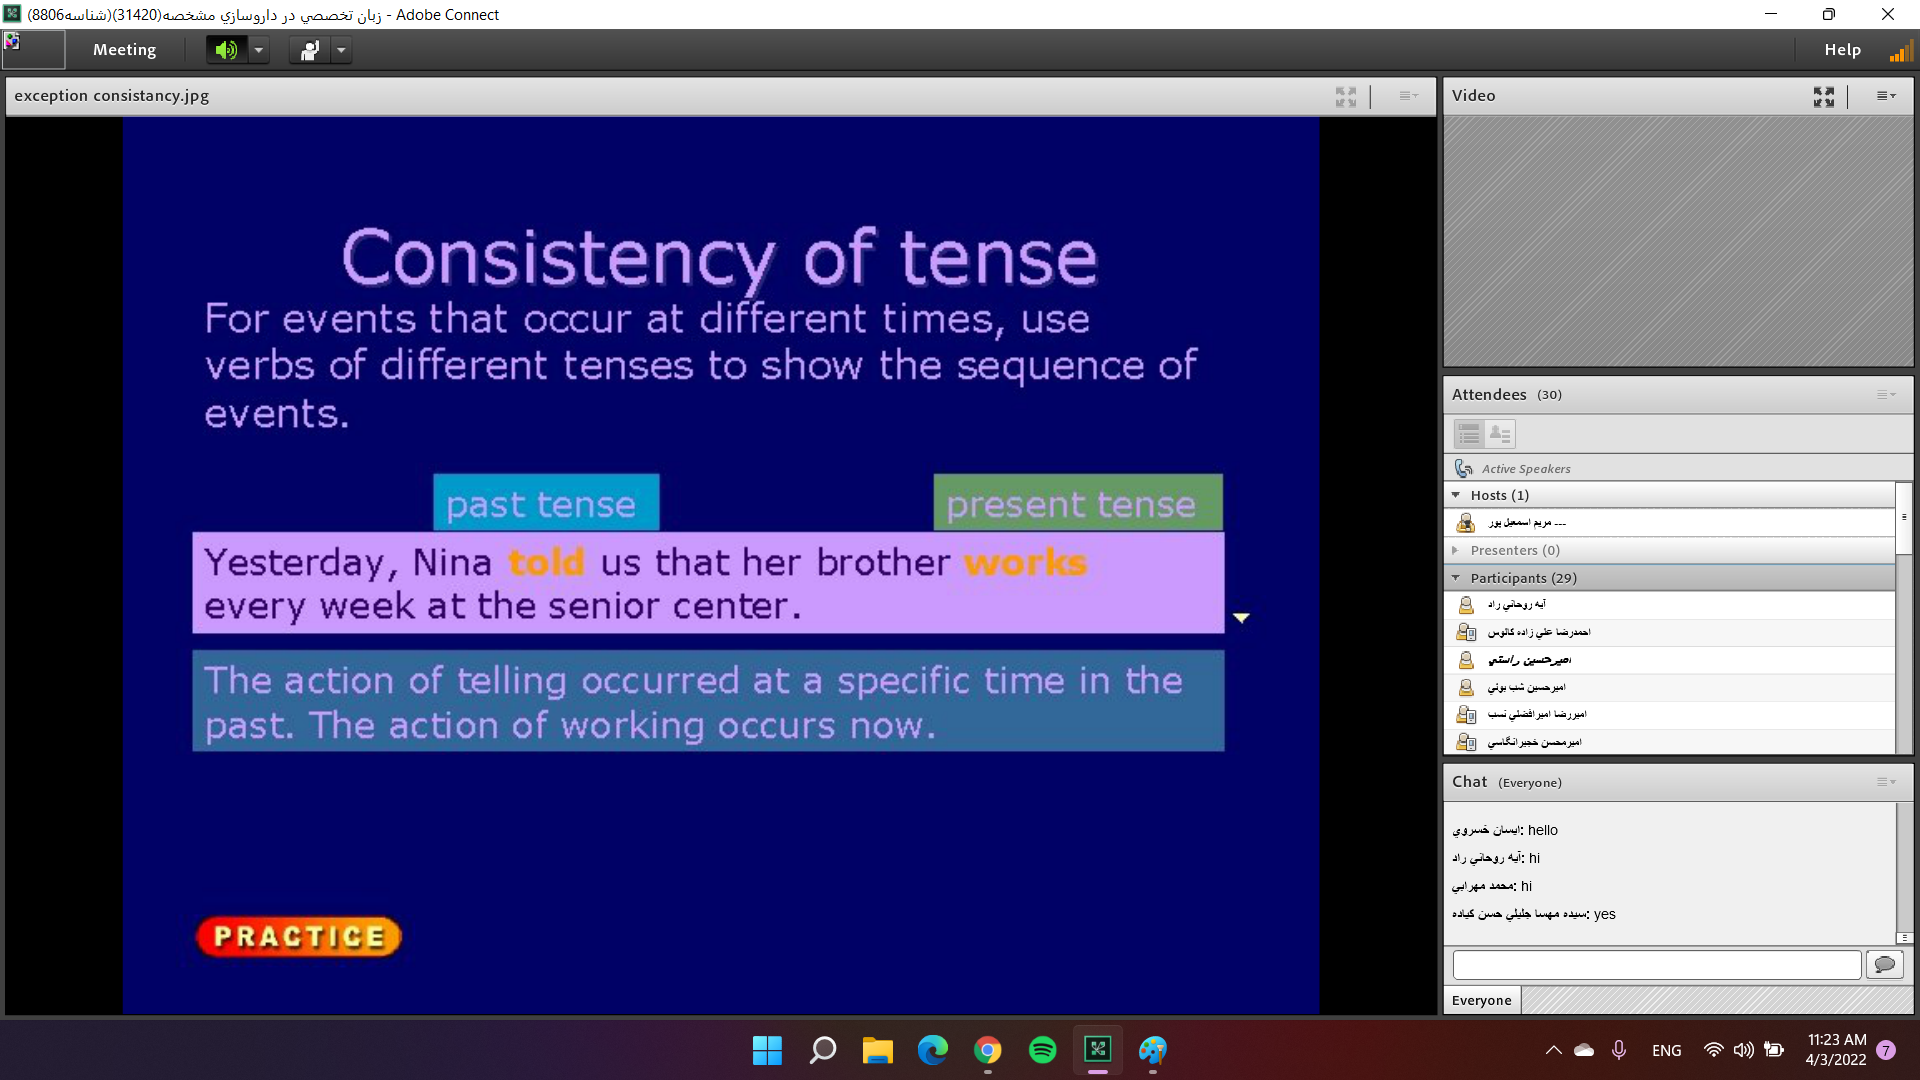 زبان تخصصي در داروسازي مشخصه(31420)(شناسه8806) - Adobe Connect
Meeting
Help
exception consistancy.jpg
Consistency of tense
For events that occur at different times, use
verbs of different tenses to show the sequence of
events.
past tense
present tense
Yesterday, Nina told us that her brother works
every week at the senior center.
The action of telling occurred at a specific time in the
past. The action of working occurs now.
PRACTICE
Video
Attendees (30)
Active Speakers
Hosts (1)
مريم اسمعيل پور ---
Presenters (0)
Participants (29)
آيه روحاني راد
احمدرضا علي زاده كالوس
اميرحسين راستي
اميرحسين شب بوئي
اميررضا اميرافضلي نسب
اميرمحسن خجيرانگاسي
Chat (Everyone)
ايسان خسروي: hello
آيه روحاني راد: hi
محمد مهرابي: hi
سيده مهسا جليلي حسن كياده: yes
Everyone
ENG
11:23 AM
4/3/2022
7